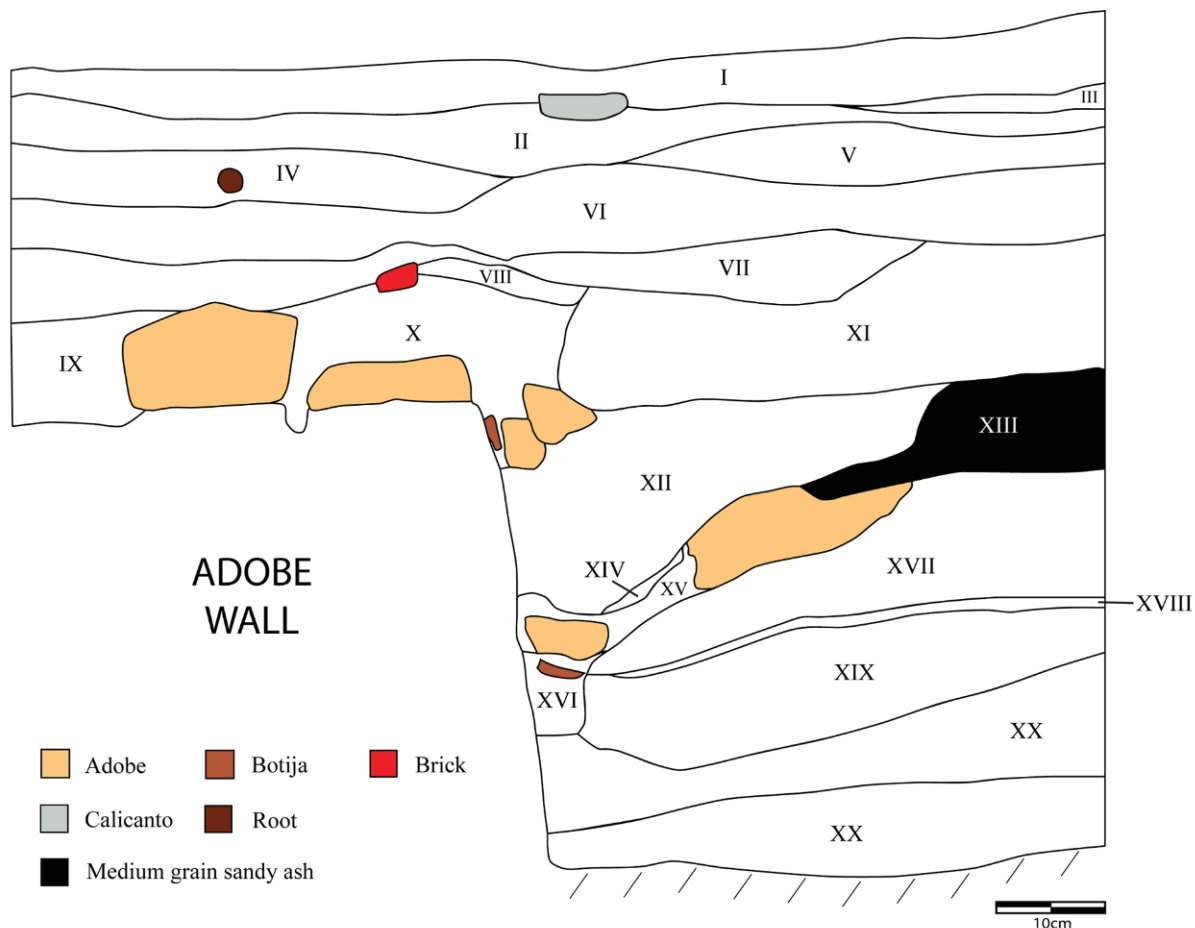 I
III
II
V
IV
VI
VII
VIII
X
XI
IX
XIII
XII
XVII
XIV
XV
ADOBE
WALL
XVIII
XIX
XVI
XX
Adobe
Botija
Brick
Calicanto
Root
XX
Medium grain sandy ash
10cm